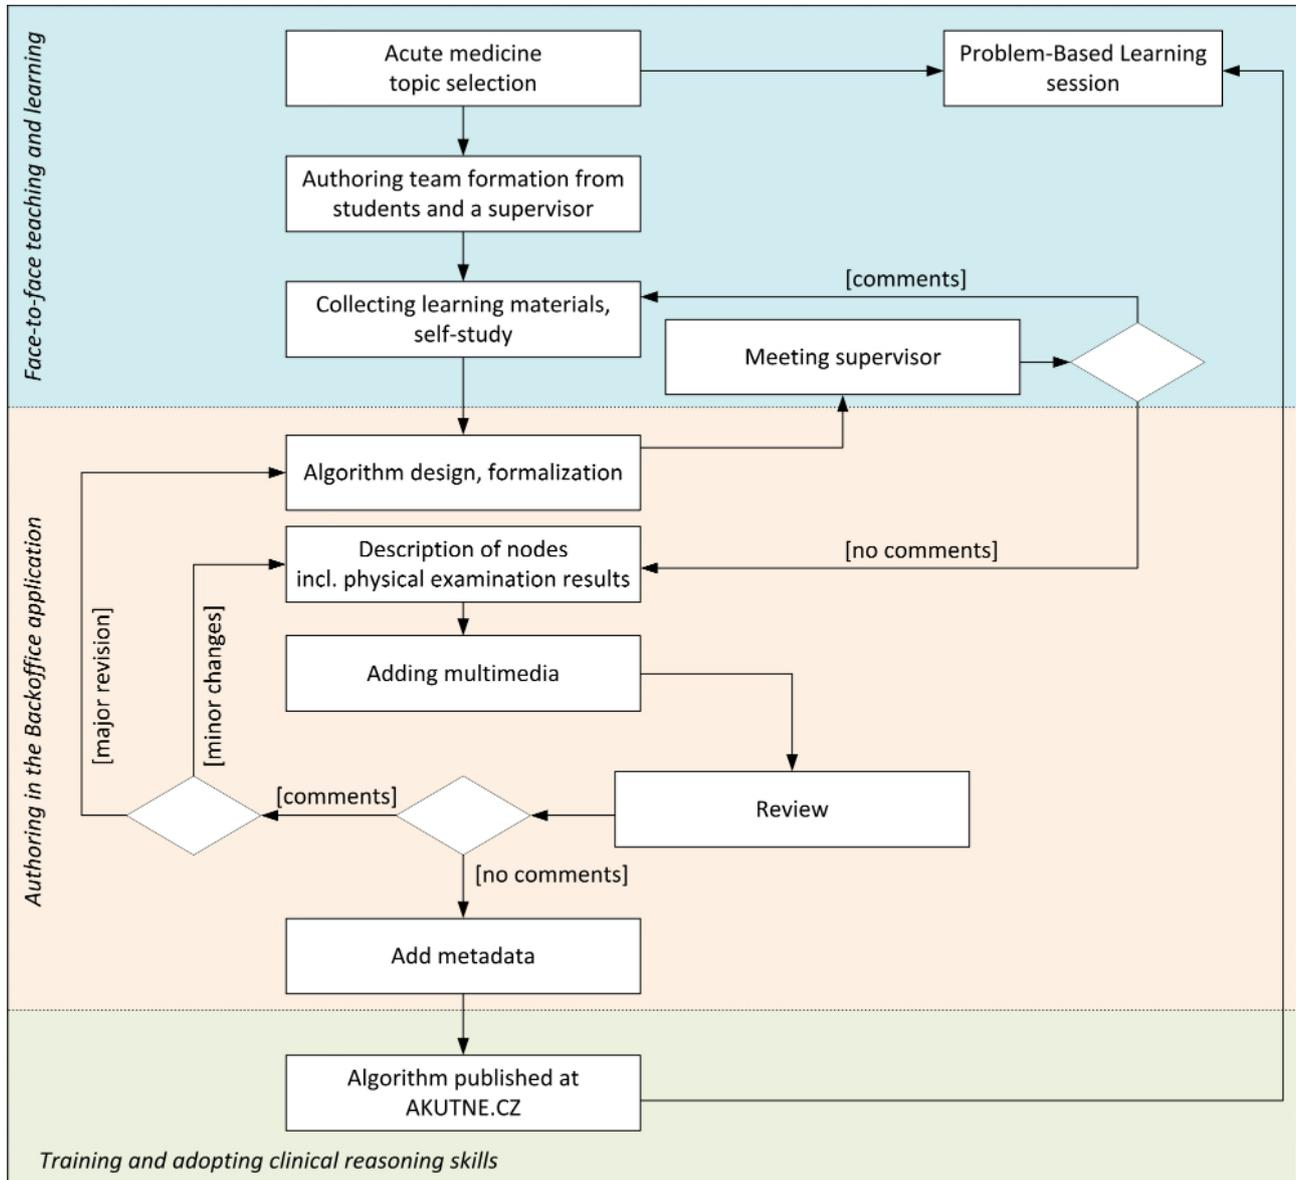 Face-to-face teaching and learning
Acute medicine
topic selection
Problem-Based Learning
session
Authoring team formation from
students and a supervisor
[comments]
Collecting learning materials,
self-study
Meeting supervisor
Authoring in the Backoffice application
Algorithm design, formalization
[no comments]
Description of nodes
incl. physical examination results
[major revision]
[minor changes]
Adding multimedia
[comments]
Review
[no comments]
Add metadata
Algorithm published at
AKUTNE.CZ
Training and adopting clinical reasoning skills